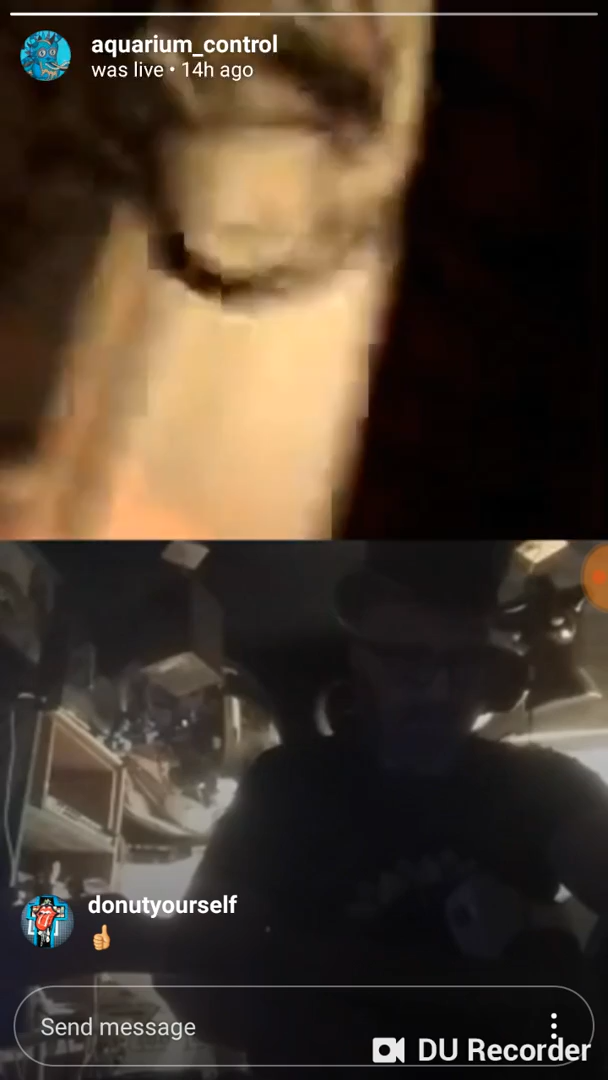 aquarium_control
was live • 14h ago
donutyourself
👍
Send message
DU Recorder